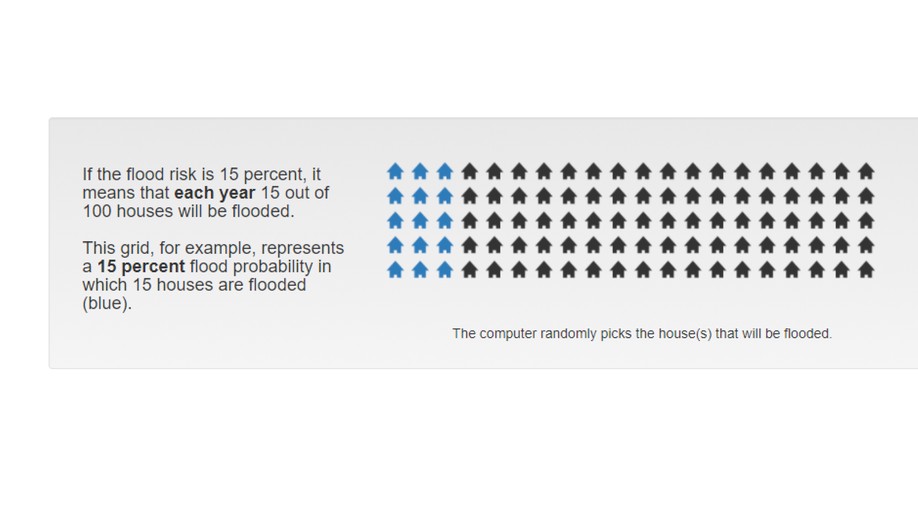 If the flood risk is 15 percent, it
means that each year 15 out of
100 houses will be flooded.
This grid, for example, represents
a 15 percent flood probability in
which 15 houses are flooded
(blue).
The computer randomly picks the house(s) that will be flooded.